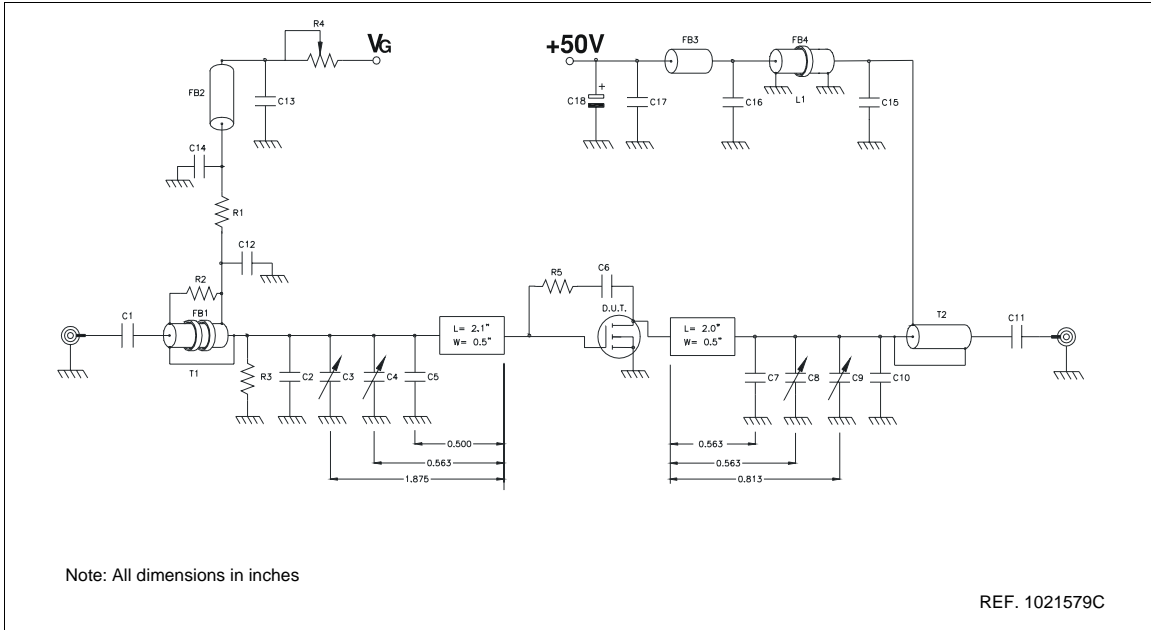 R4
VG
+50V
FB3
FB4
FB2
C13
C18
+
C17
C16
L1
C15
C14
R1
C12
R2
FB1
C1
T1
R3
C2
C3
C4
C5
L= 2.1"
W= 0.5"
R5
C6
D.U.T.
L= 2.0"
W= 0.5"
C7
C8
C9
C10
T2
C11
0.500
0.563
1.875
0.563
0.563
0.813
Note: All dimensions in inches
REF. 1021579C